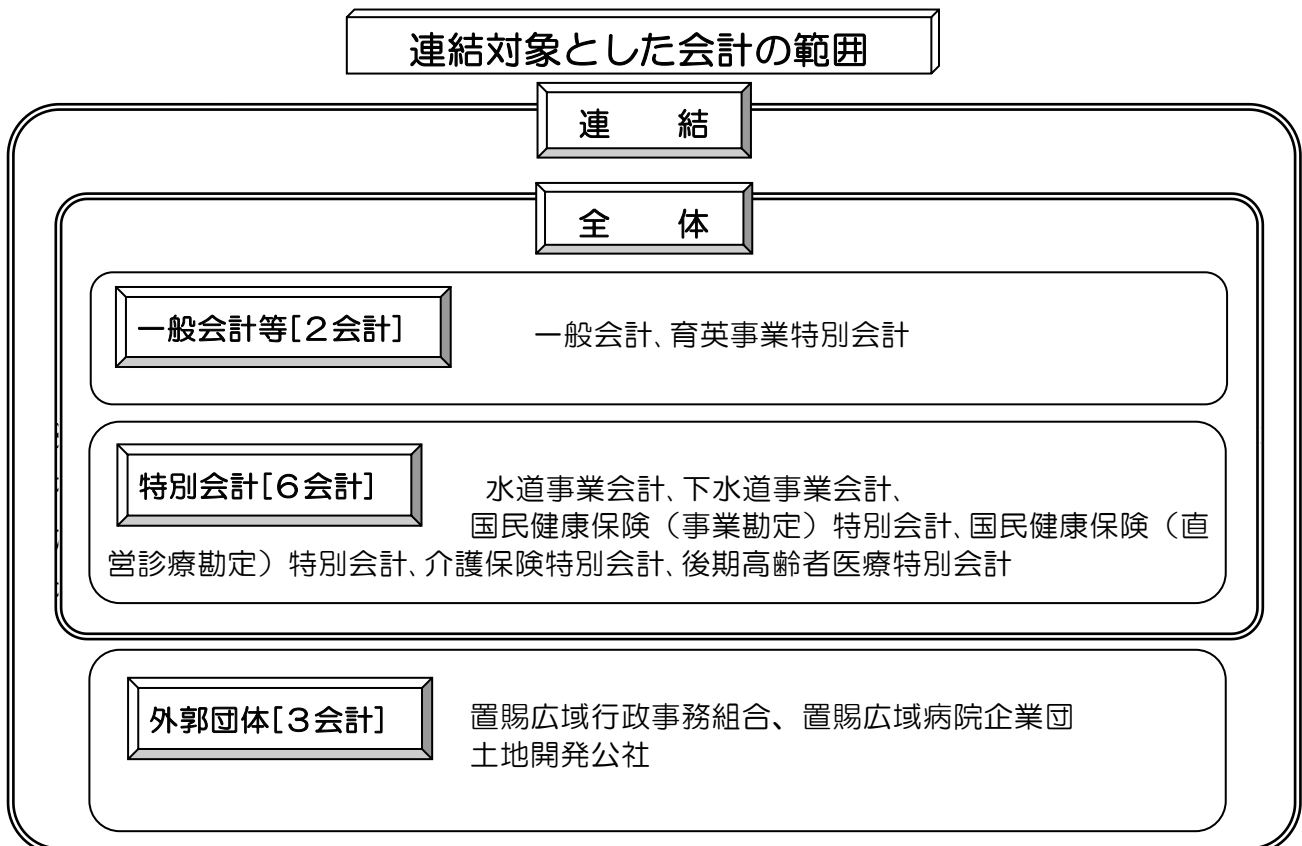 連結対象とした会計の範囲
連　　結
全　　体
一般会計等[２会計]
一般会計、育英事業特別会計
特別会計[６会計]
水道事業会計、下水道事業会計、
国民健康保険（事業勘定）特別会計、国民健康保険（直
営診療勘定）特別会計、介護保険特別会計、後期高齢者医療特別会計
外郭団体[３会計]
置賜広域行政事務組合、置賜広域病院企業団
土地開発公社